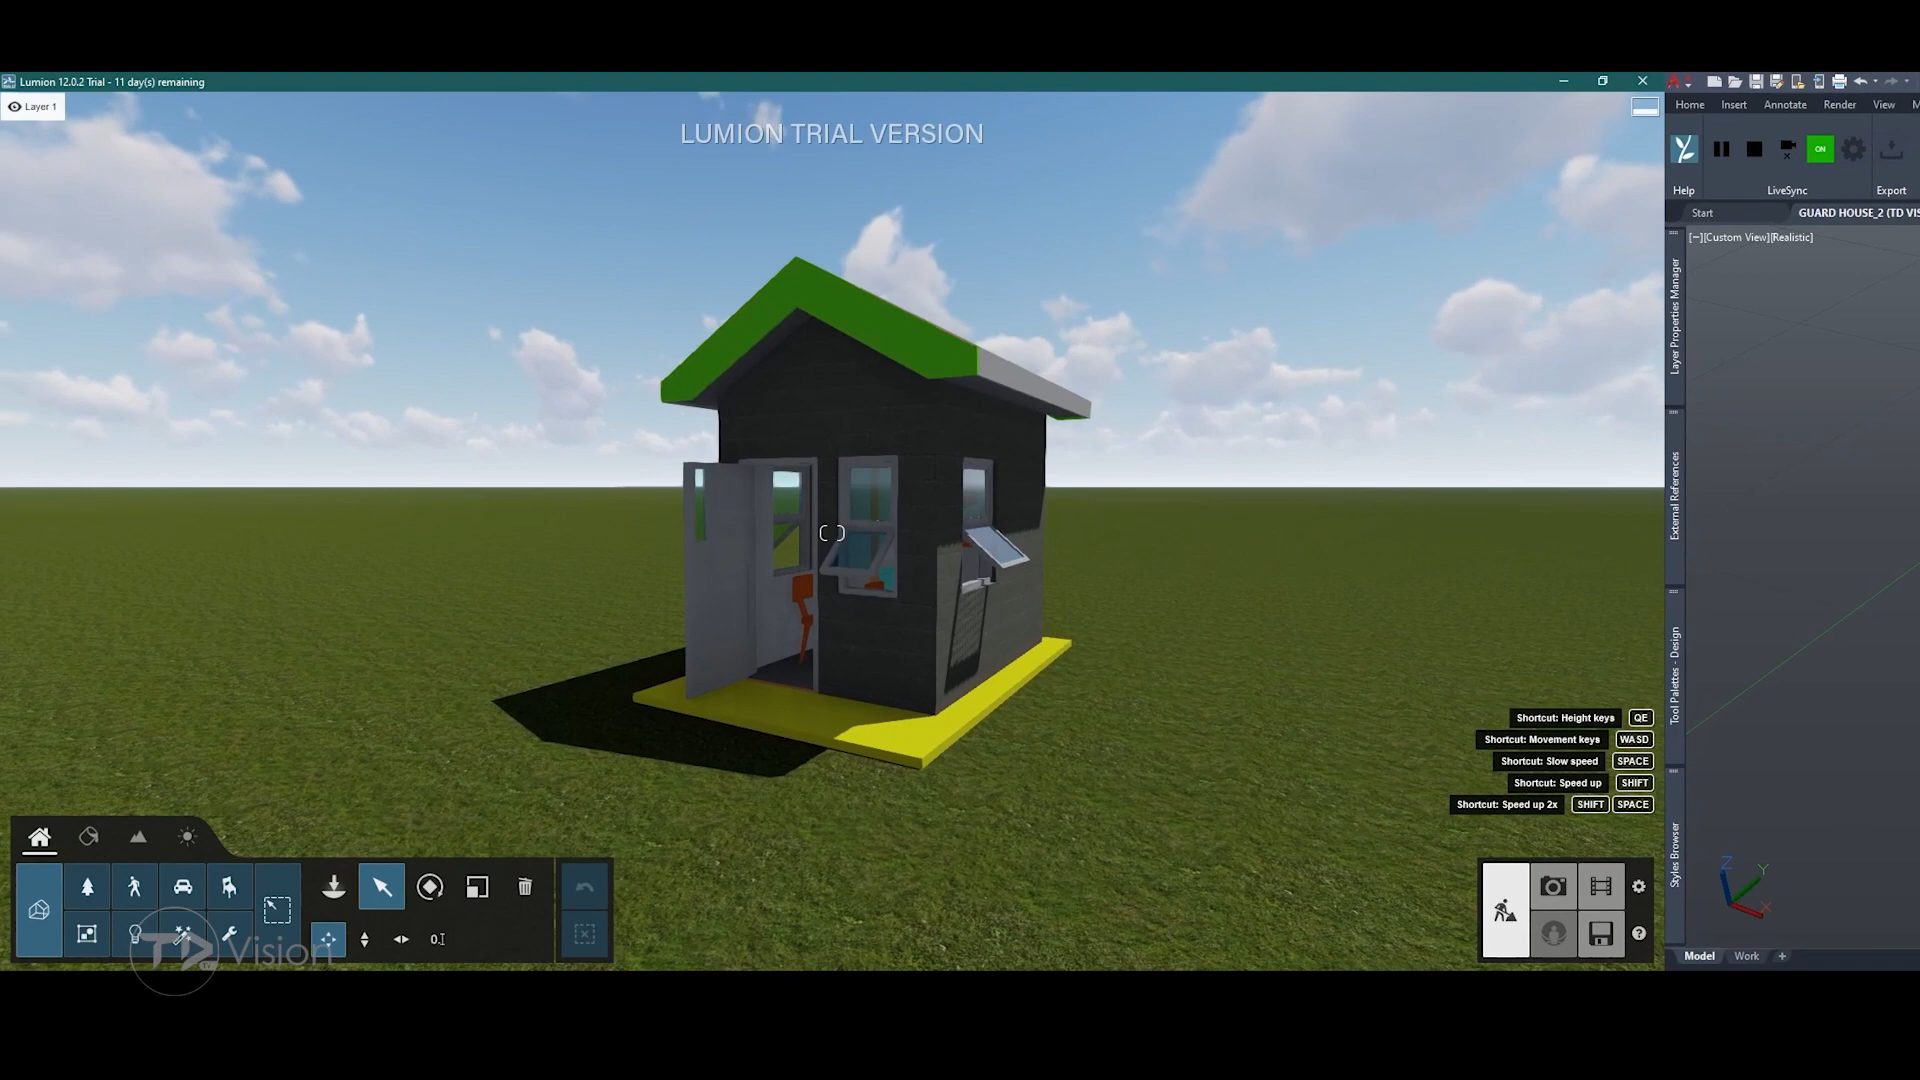 Lumion 12.0.2 Trial - 11 day(s) remaining
Layer 1
LUMION TRIAL VERSION
Home Insert Annotate Render View
ON
Help LiveSync Export
Start GUARD HOUSE_2 (TD VIS
[−][Custom View][Realistic]
Layer Properties Manager
External References
Tool Palettes - Design
Styles Browser
Shortcut: Height keys QE
Shortcut: Movement keys WASD
Shortcut: Slow speed SPACE
Shortcut: Speed up SHIFT
Shortcut: Speed up 2x SHIFT SPACE
TD Vision
TV
Z
Y
X
Model Work +